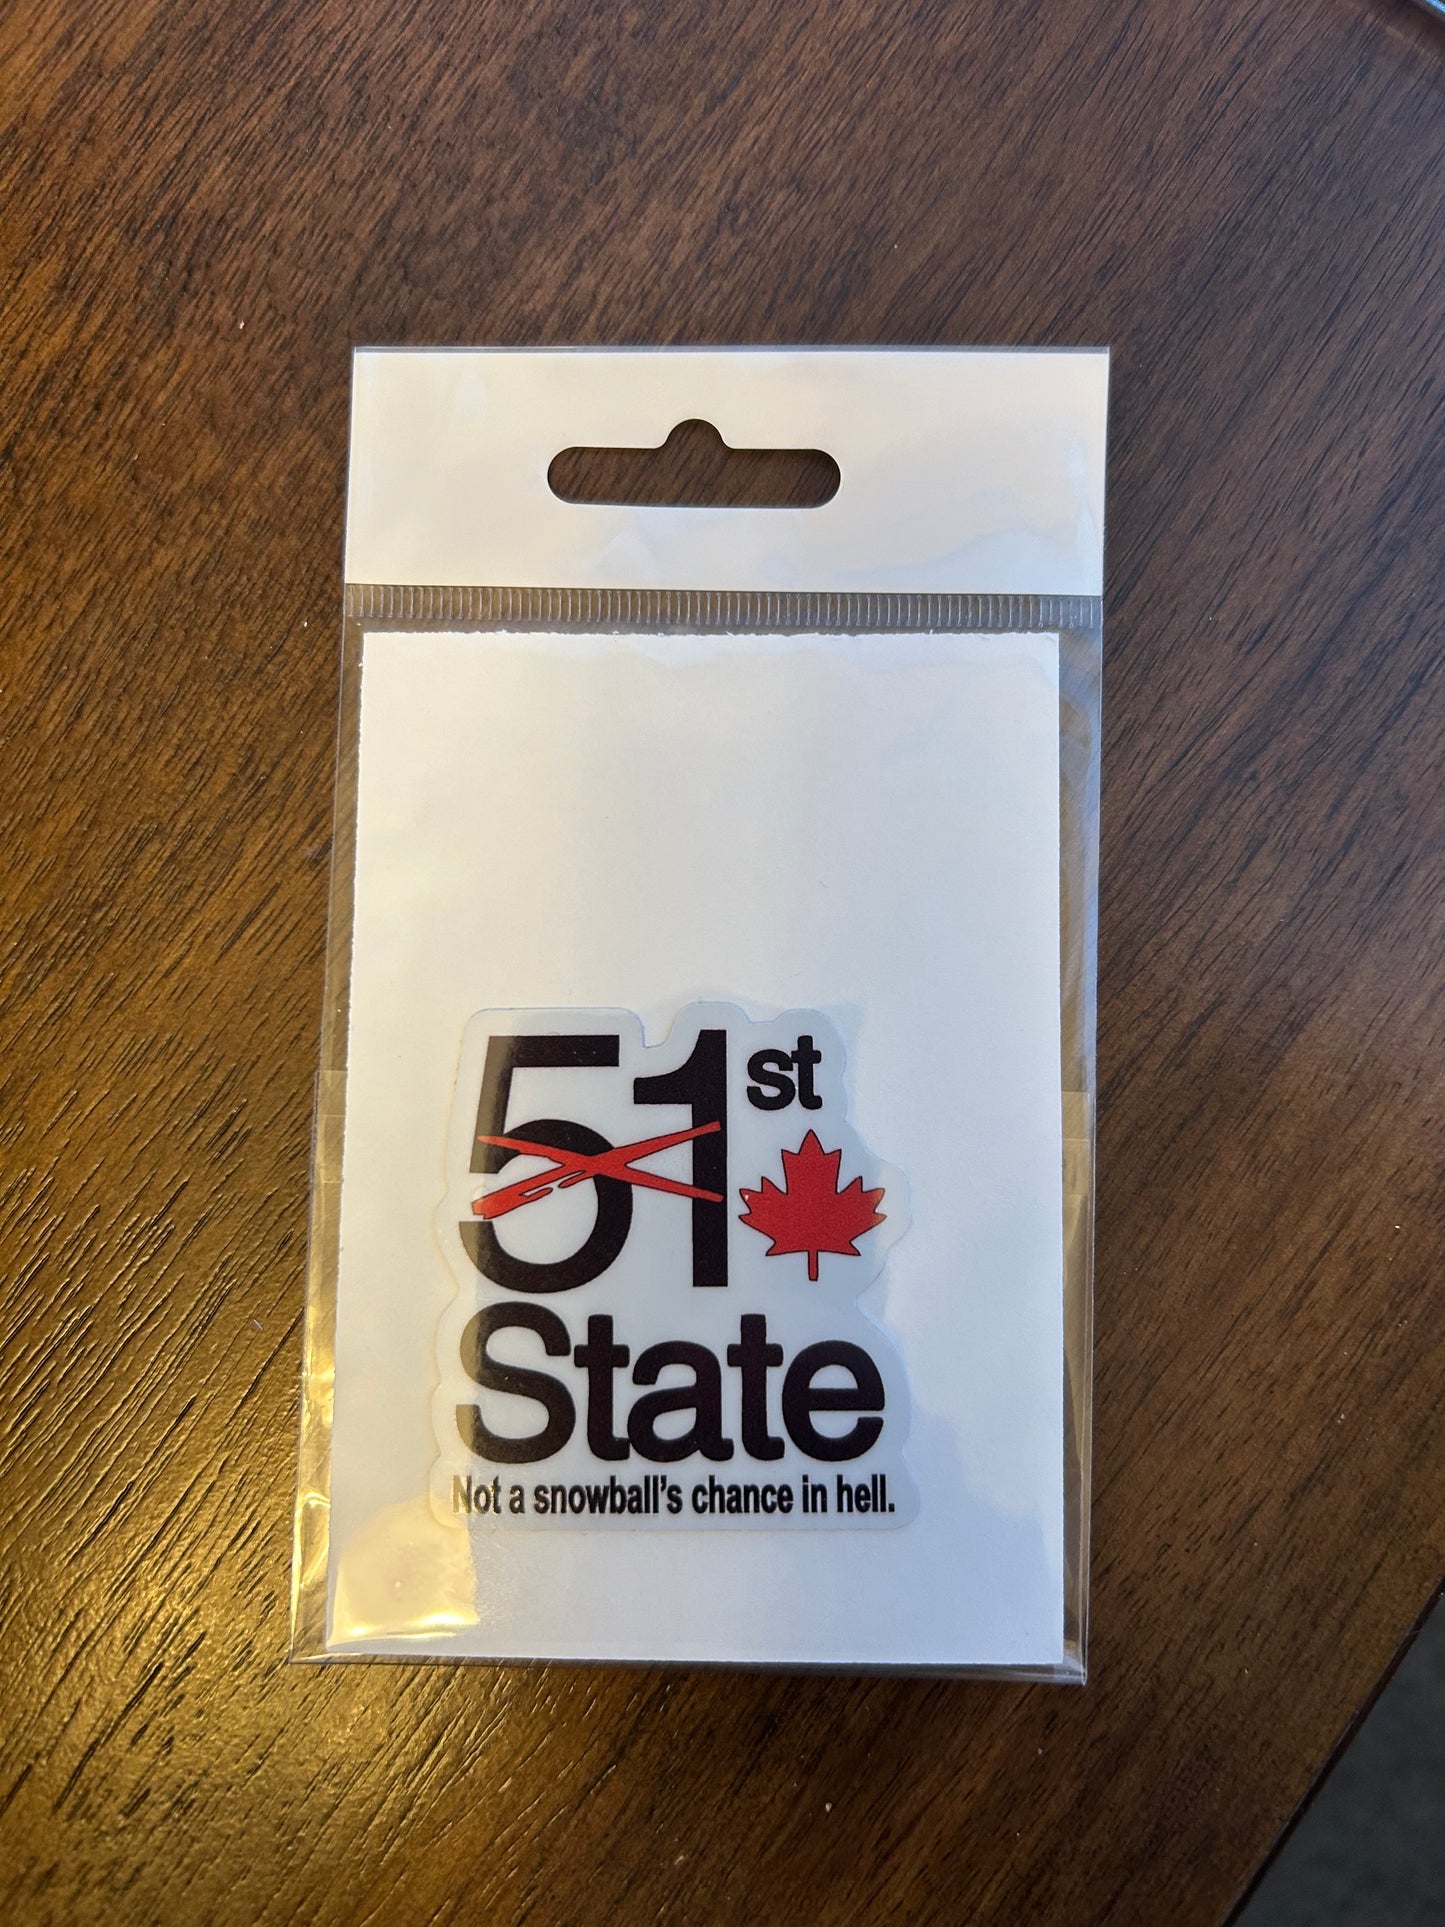 51st
State
Not a snowball's chance in hell.